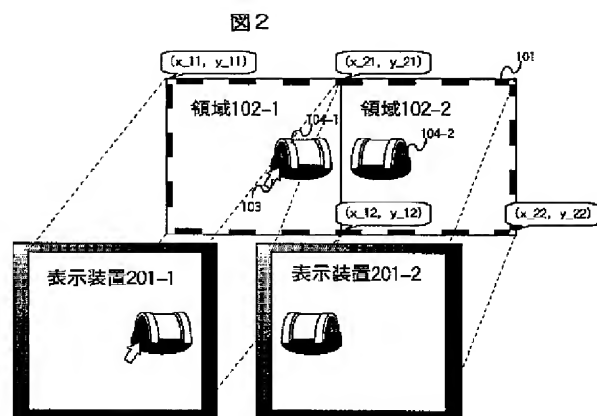 図2
(x_11, y_11)
(x_21, y_21)
101
領域102-1
領域102-2
104-1
104-2
103
(x_12, y_12)
(x_22, y_22)
表示装置201-1
表示装置201-2